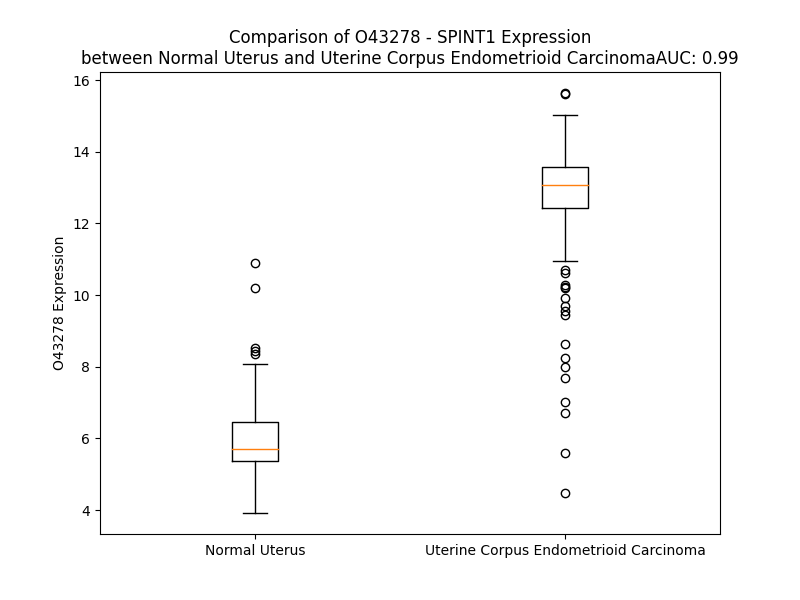 Comparison of O43278 - SPINT1 Expression
between Normal Uterus and Uterine Corpus Endometrioid CarcinomaAUC: 0.99
16
14
12
10
8
6
4
O43278 Expression
Normal Uterus
Uterine Corpus Endometrioid Carcinoma